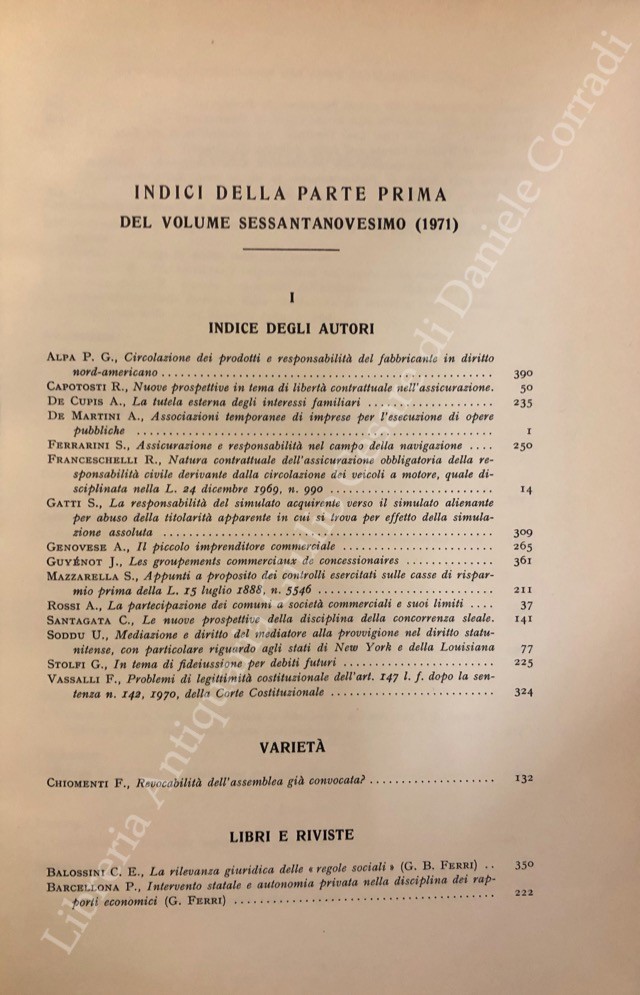 INDICI DELLA PARTE PRIMA
DEL VOLUME SESSANTANOVESIMO (1971)
I
INDICE DEGLI AUTORI
ALPA P. G., Circolazione dei prodotti e responsabilità del fabbricante in diritto
nord-americano .................................................. 390
CAPOTOSTI R., Nuove prospettive in tema di libertà contrattuale nell'assicurazione. 50
DE CUPIS A., La tutela esterna degli interessi familiari .................. 235
DE MARTINI A., Associazioni temporanee di imprese per l'esecuzione di opere
pubbliche .................................................. 1
FERRARINI S., Assicurazione e responsabilità nel campo della navigazione .... 250
FRANCESCHELLI R., Natura contrattuale dell'assicurazione obbligatoria della re-
sponsabilità civile derivante dalla circolazione dei veicoli a motore, quale di-
sciplinata nella L. 24 dicembre 1969, n. 990 ........................ 14
GATTI S., La responsabilità del simulato acquirente verso il simulato alienante
per abuso della titolarità apparente in cui si trova per effetto della simula-
zione assoluta .................................................. 309
GENOVESE A., Il piccolo imprenditore commerciale ...................... 265
GUYÉNOT J., Les groupements commerciaux de concessionaires .............. 361
MAZZARELLA S., Appunti a proposito dei controlli esercitati sulle casse di rispar-
mio prima della L. 15 luglio 1888, n. 5546 .......................... 211
ROSSI A., La partecipazione dei comuni a società commerciali e suoi limiti .... 37
SANTAGATA C., Le nuove prospettive della disciplina della concorrenza sleale. 141
SODDU U., Mediazione e diritto del mediatore alla provvigione nel diritto statu-
nitense, con particolare riguardo agli stati di New York e della Louisiana 77
STOLFI G., In tema di fideiussione per debiti futuri ...................... 225
VASSALLI F., Problemi di legittimità costituzionale dell'art. 147 l. f. dopo la sen-
tenza n. 142, 1970, della Corte Costituzionale ........................ 324
VARIETÀ
CHIOMENTI F., Revocabilità dell'assemblea già convocata? .................... 132
LIBRI E RIVISTE
BALOSSINI C. E., La rilevanza giuridica delle « regole sociali » (G. B. FERRI) .. 350
BARCELLONA P., Intervento statale e autonomia privata nella disciplina dei rap-
porti economici (G. FERRI) ........................................ 222
Libreria Antiquaria Giulio Cesare di Daniele Corradi